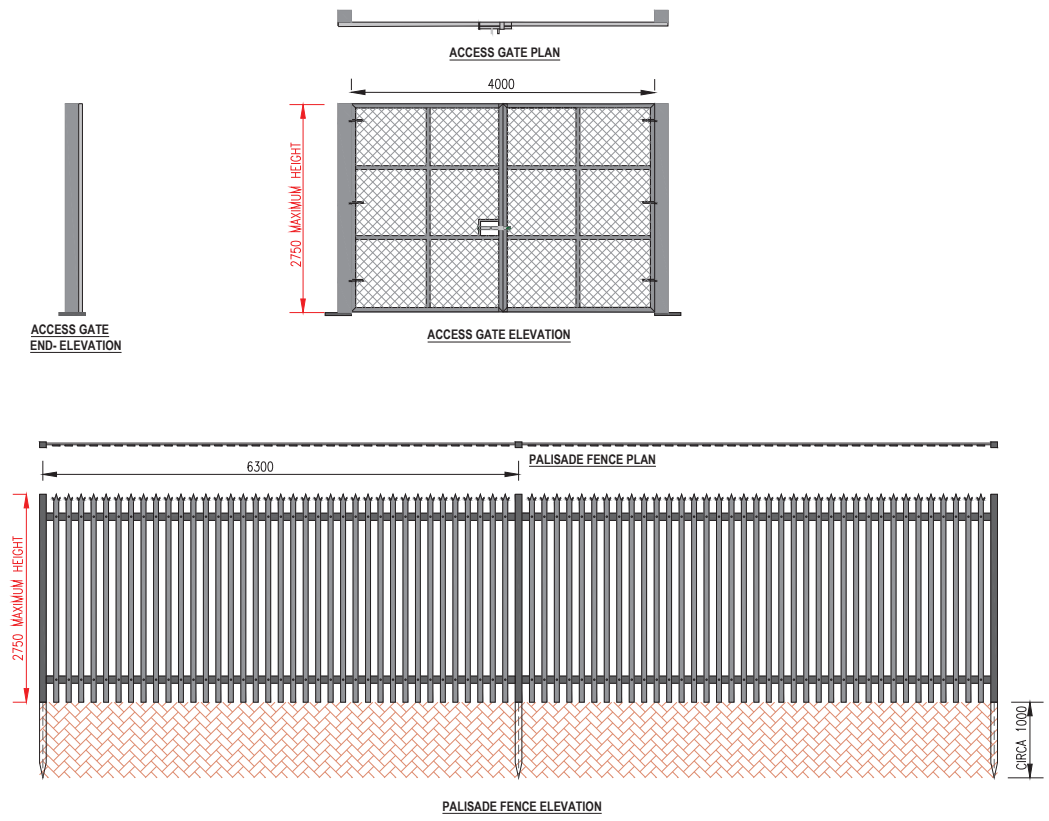 ACCESS GATE PLAN
4000
2750 MAXIMUM HEIGHT
ACCESS GATE
END- ELEVATION
ACCESS GATE ELEVATION
PALISADE FENCE PLAN
6300
2750 MAXIMUM HEIGHT
CIRCA 1000
PALISADE FENCE ELEVATION